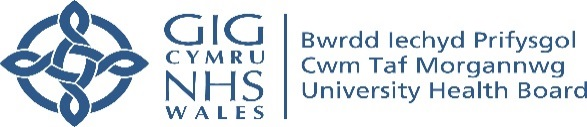 GIG
CYMRU
NHS
WALES
Bwrdd Iechyd Prifysgol
Cwm Taf Morgannwg
University Health Board